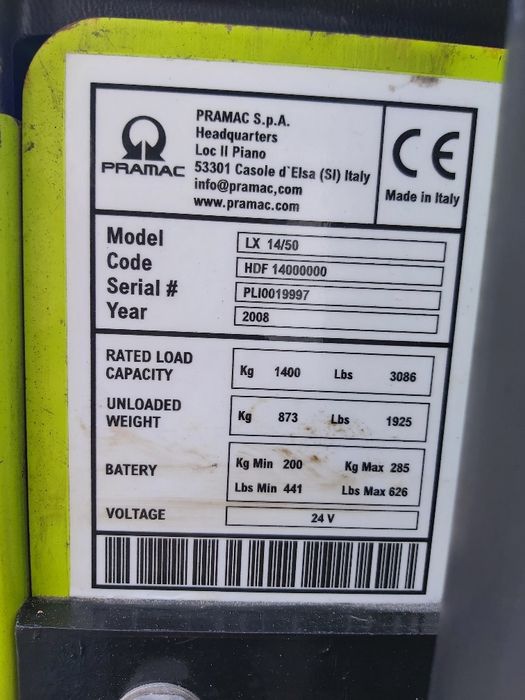 PRAMAC
PRAMAC S.p.A.
Headquarters
Loc II Piano
53301 Casole d`Elsa (SI) Italy
info@pramac,com
www.pramac.com
CE
Made in Italy
Model LX 14/50
Code HDF 14000000
Serial # PLI0019997
Year 2008
RATED LOAD
CAPACITY Kg 1400 Lbs 3086
UNLOADED
WEIGHT Kg 873 Lbs 1925
BATERY Kg Min 200 Kg Max 285
Lbs Min 441 Lbs Max 626
VOLTAGE 24 V